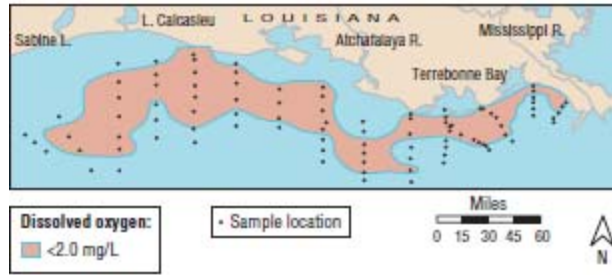 LOUISIANA
L. Calcasieu
Sabine L.
Atchafalaya R.
Mississippi R.
Terrebonne Bay
Dissolved oxygen:
<2.0 mg/L
Sample location
Miles
0 15 30 45 60
N